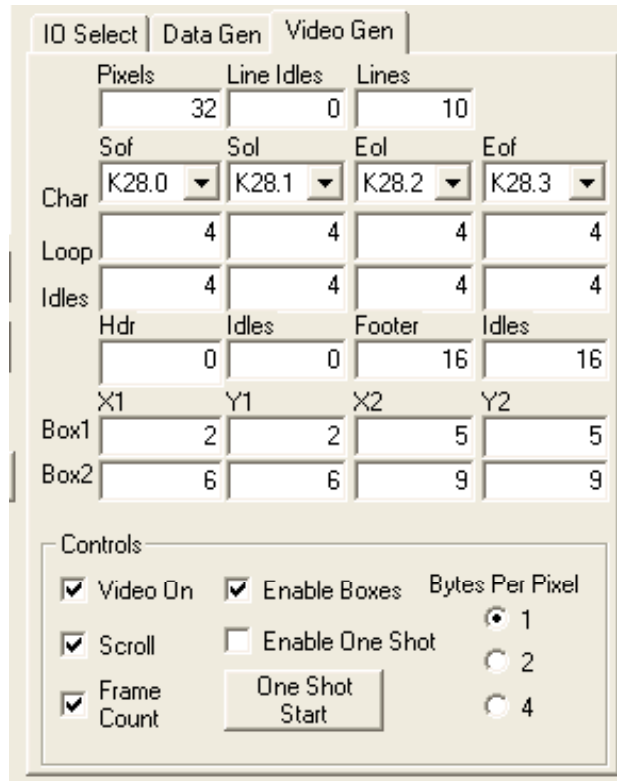 IO Select Data Gen Video Gen
Pixels Line Idles Lines
32 0 10
Sof Sol Eol Eof
Char K28.0 K28.1 K28.2 K28.3
Loop 4 4 4 4
Idles 4 4 4 4
Hdr Idles Footer Idles
0 0 16 16
X1 Y1 X2 Y2
Box1 2 2 5 5
Box2 6 6 9 9
Controls
Video On Enable Boxes Bytes Per Pixel
1
Scroll Enable One Shot
2
Frame
Count
One Shot
Start
4